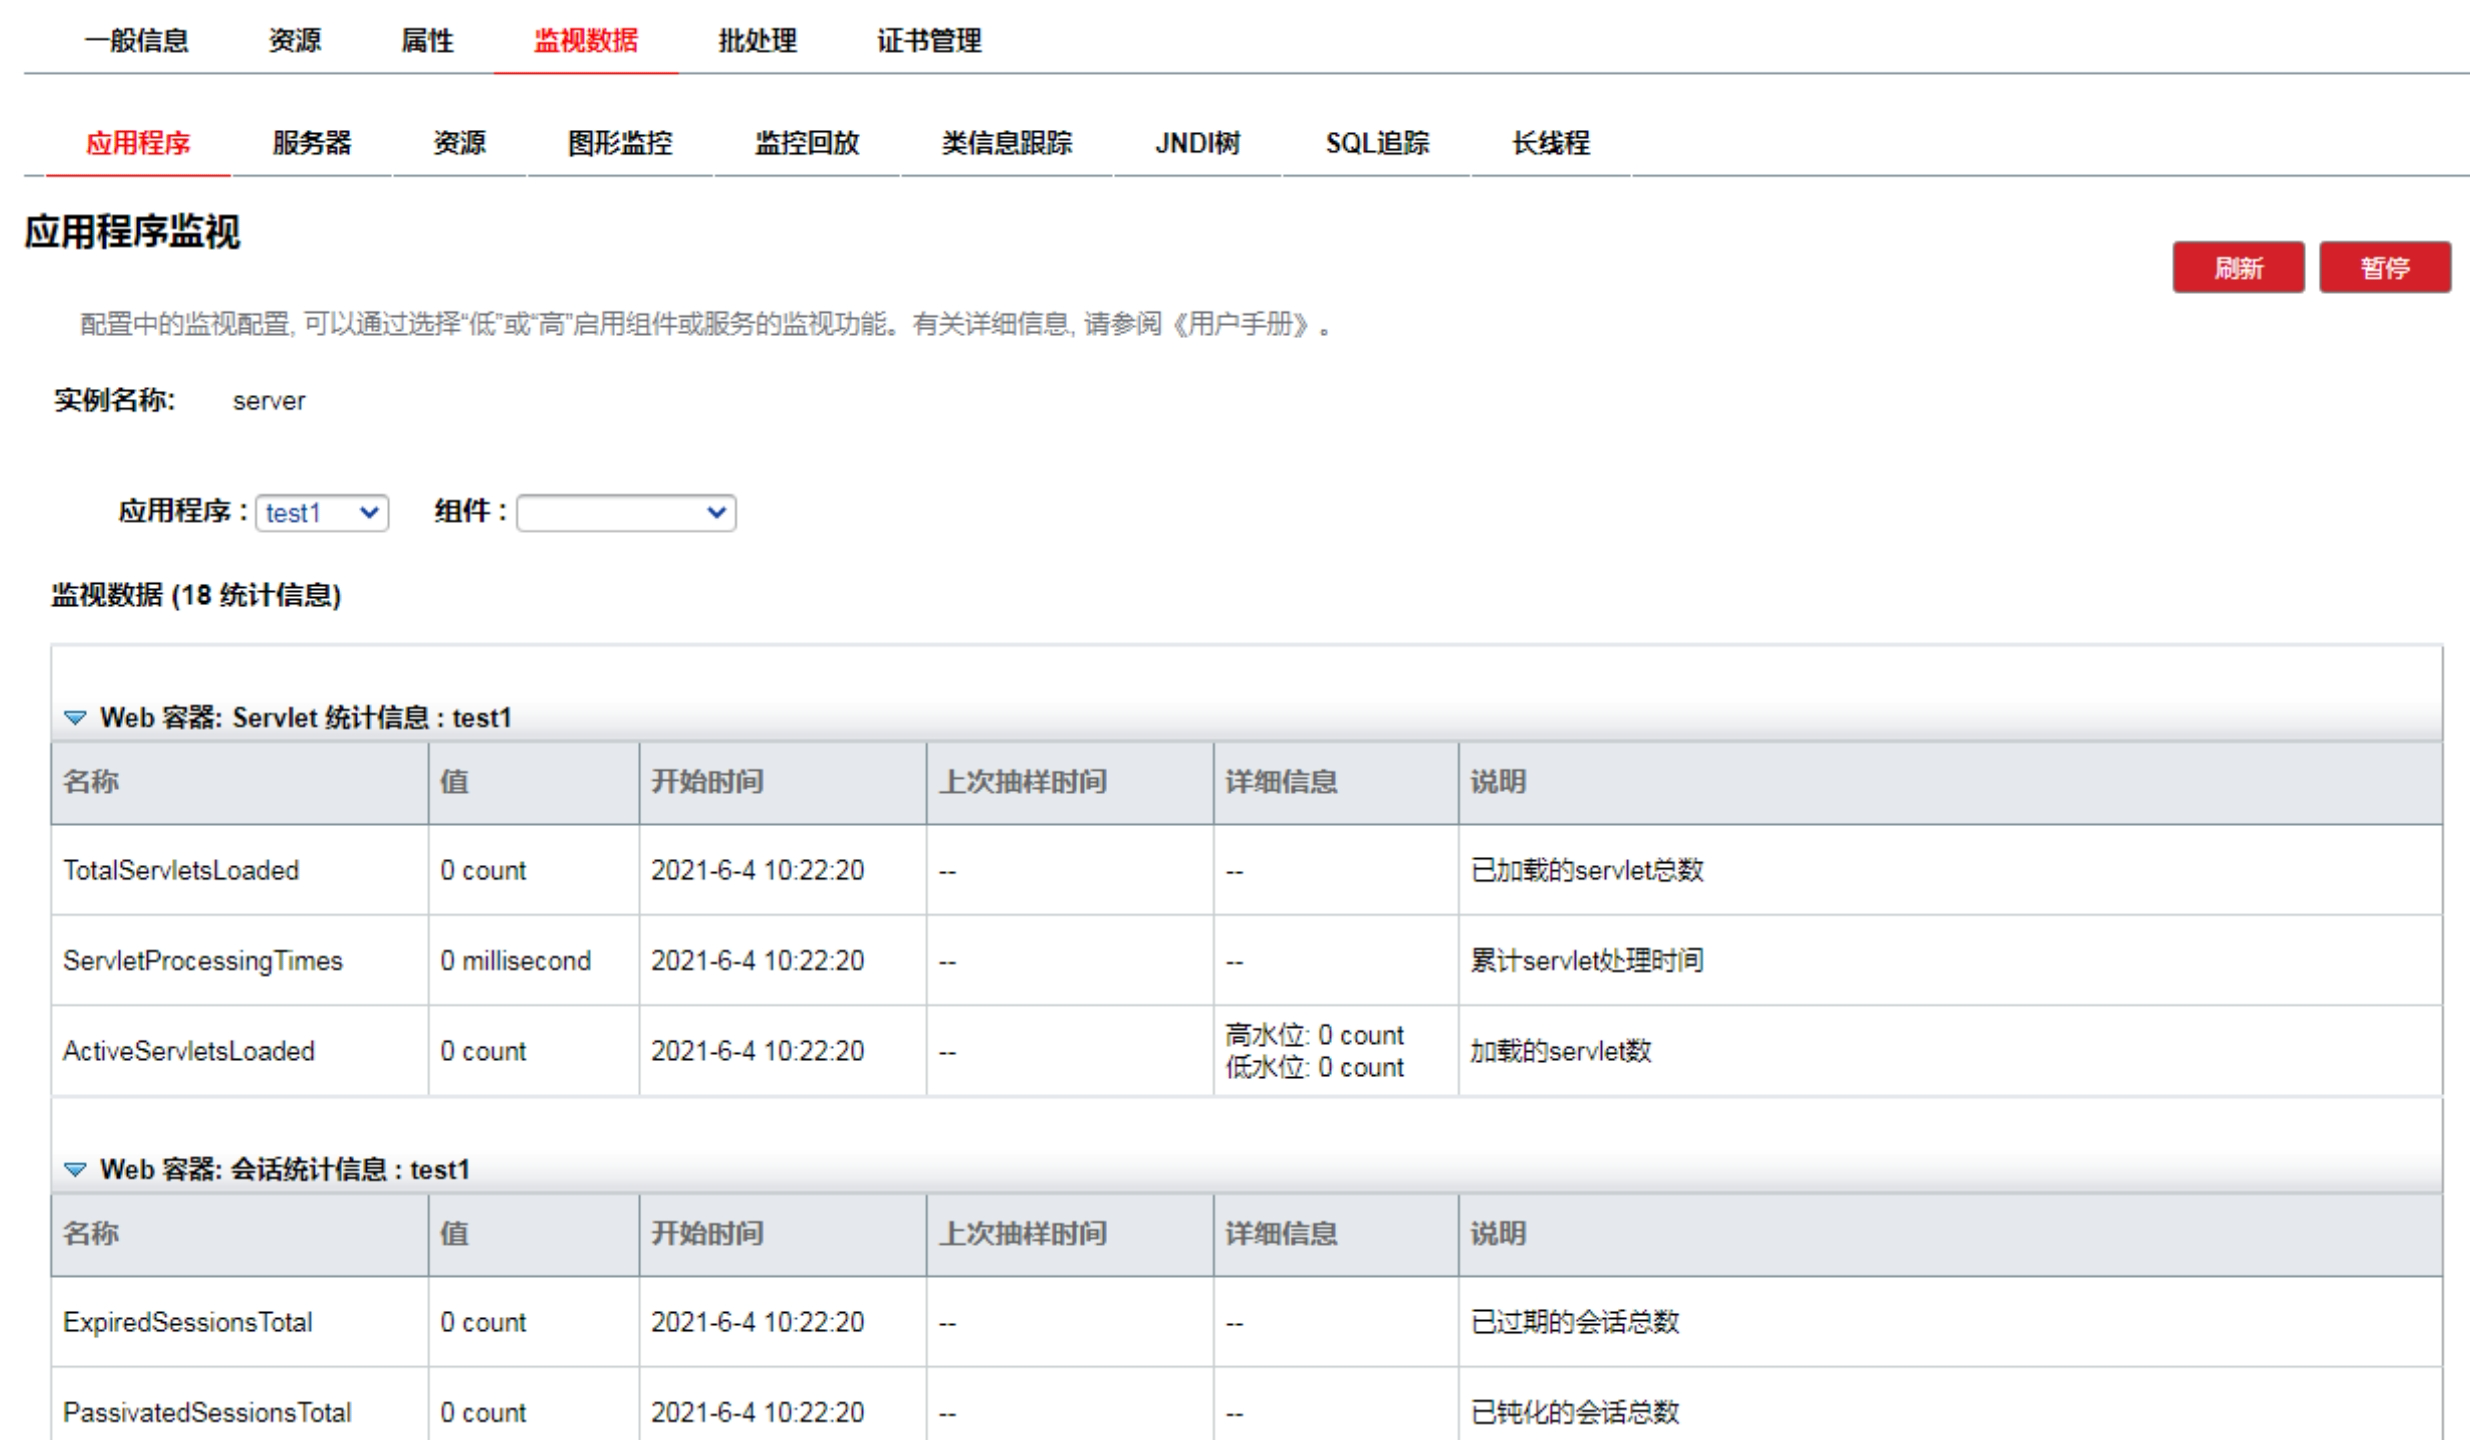 一般信息 资源 属性 监视数据 批处理 证书管理
应用程序 服务器 资源 图形监控 监控回放 类信息跟踪 JNDI树 SQL追踪 长线程
应用程序监视
刷新 暂停
配置中的监视配置, 可以通过选择“低”或“高”启用组件或服务的监视功能。有关详细信息, 请参阅《用户手册》。
实例名称: server
应用程序 : test1 组件 :
监视数据 (18 统计信息)
Web 容器: Servlet 统计信息 : test1
名称 值 开始时间 上次抽样时间 详细信息 说明
TotalServletsLoaded 0 count 2021-6-4 10:22:20 -- -- 已加载的servlet总数
ServletProcessingTimes 0 millisecond 2021-6-4 10:22:20 -- -- 累计servlet处理时间
ActiveServletsLoaded 0 count 2021-6-4 10:22:20 -- 高水位: 0 count
低水位: 0 count 加载的servlet数
Web 容器: 会话统计信息 : test1
名称 值 开始时间 上次抽样时间 详细信息 说明
ExpiredSessionsTotal 0 count 2021-6-4 10:22:20 -- -- 已过期的会话总数
PassivatedSessionsTotal 0 count 2021-6-4 10:22:20 -- -- 已钝化的会话总数